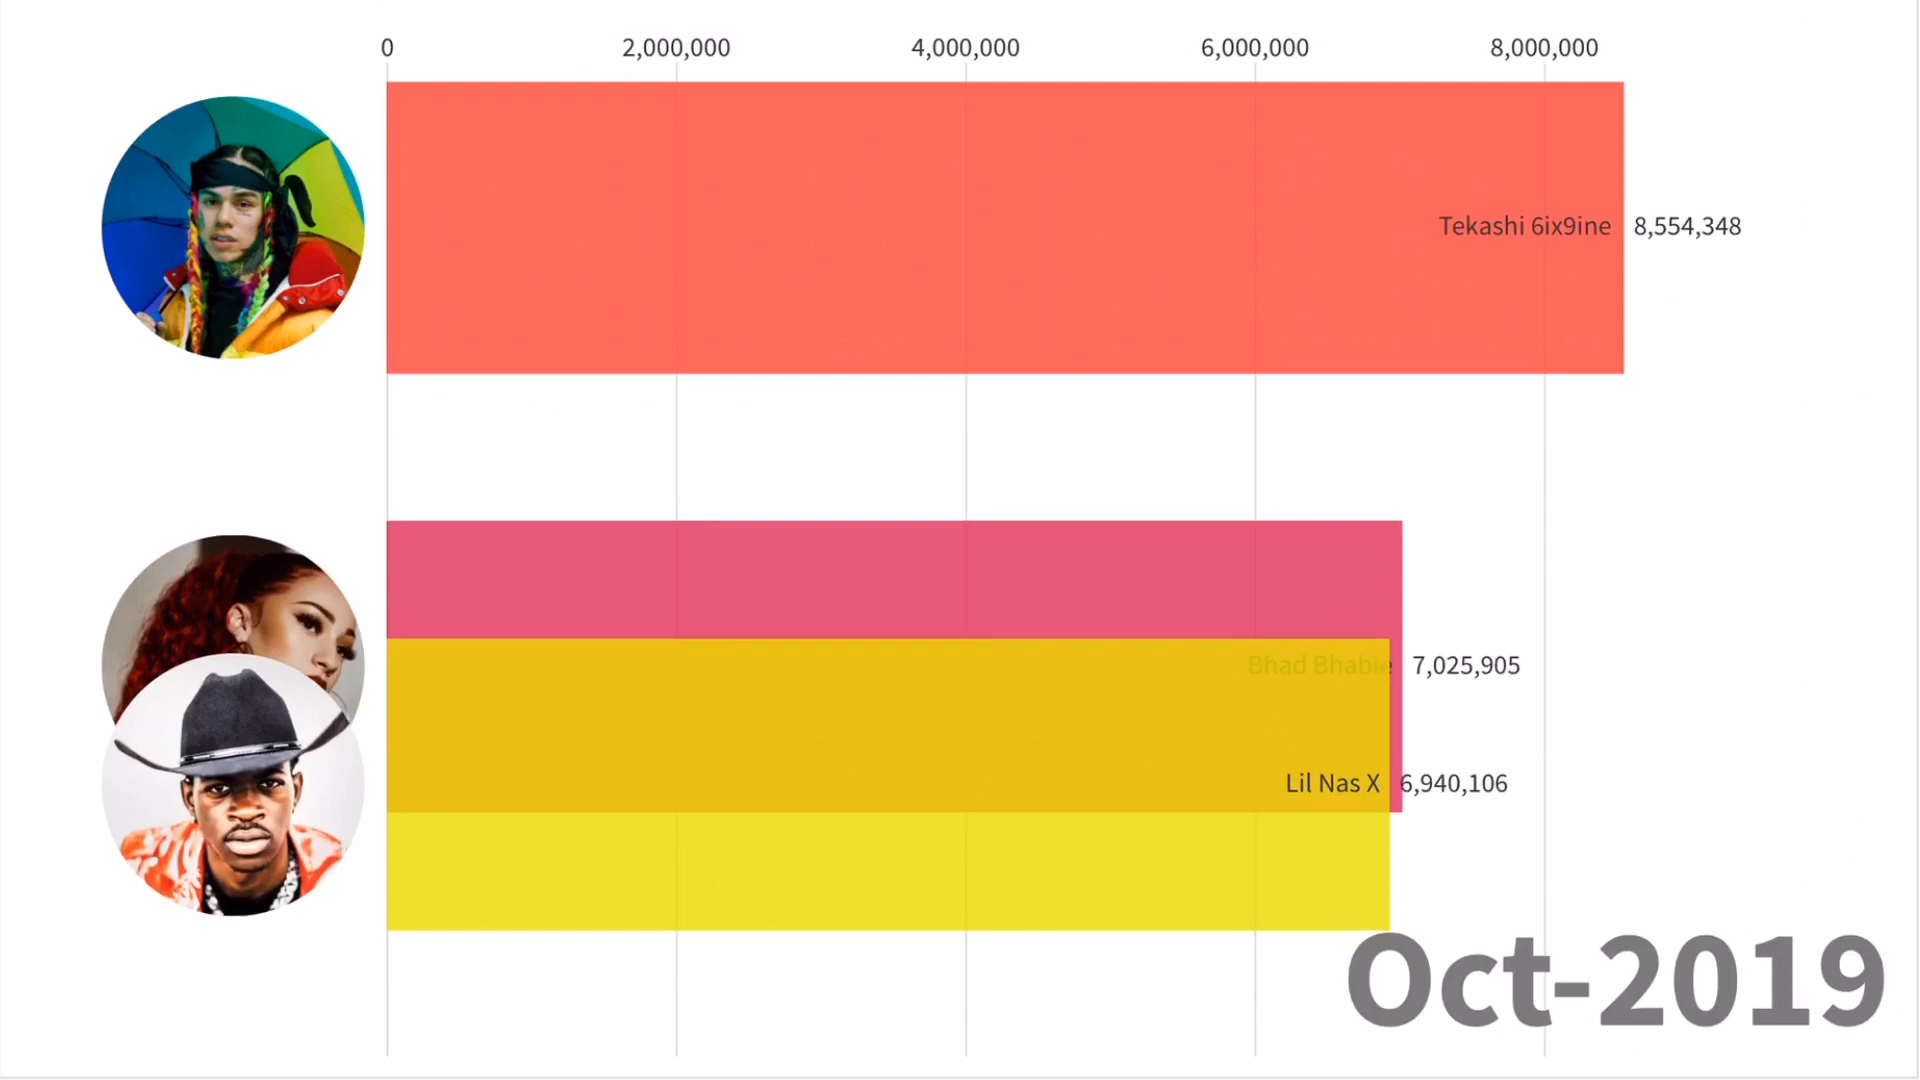 0 2,000,000 4,000,000 6,000,000 8,000,000
Tekashi 6ix9ine 8,554,348
Bhad Bhabie 7,025,905
Lil Nas X 6,940,106
Oct-2019